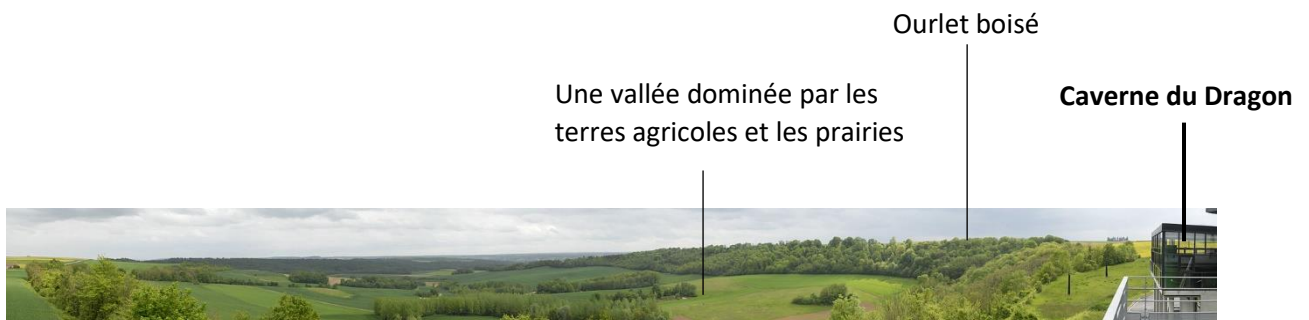 Ourlet boisé
Une vallée dominée par les
terres agricoles et les prairies
Caverne du Dragon